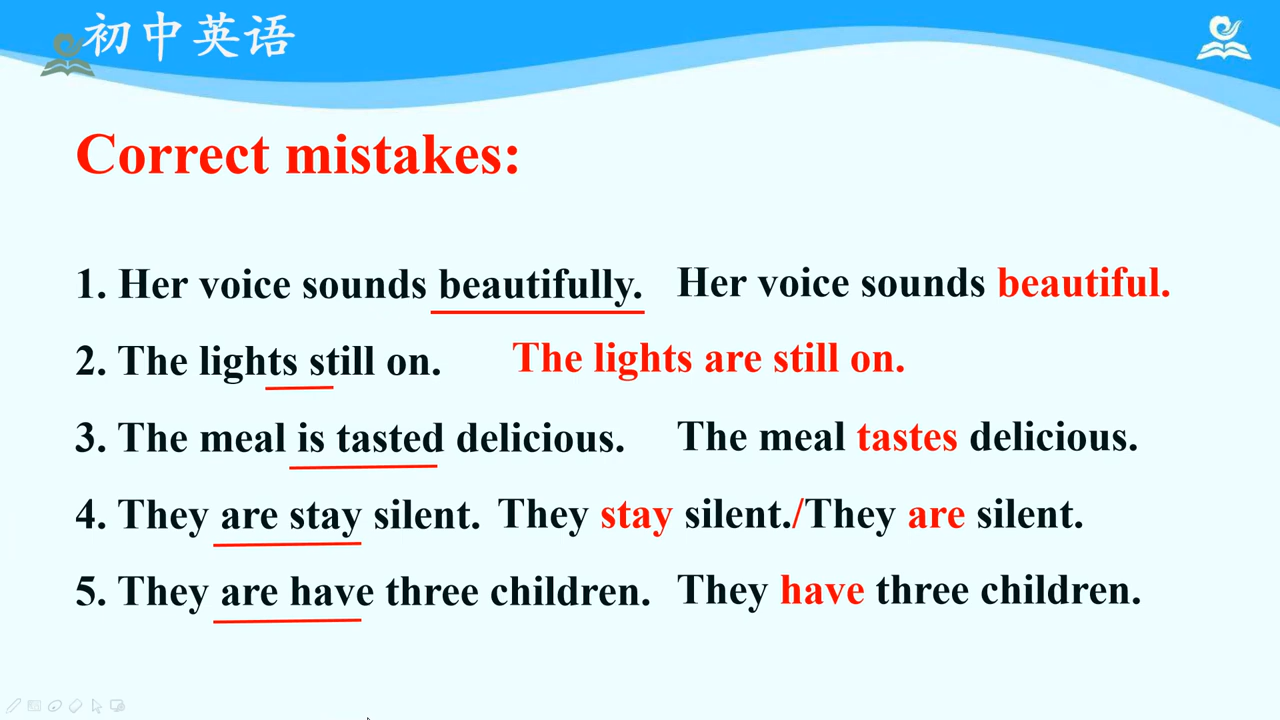 初中英语
Correct mistakes:
1. Her voice sounds beautifully. Her voice sounds beautiful.
2. The lights still on. The lights are still on.
3. The meal is tasted delicious. The meal tastes delicious.
4. They are stay silent. They stay silent./They are silent.
5. They are have three children. They have three children.